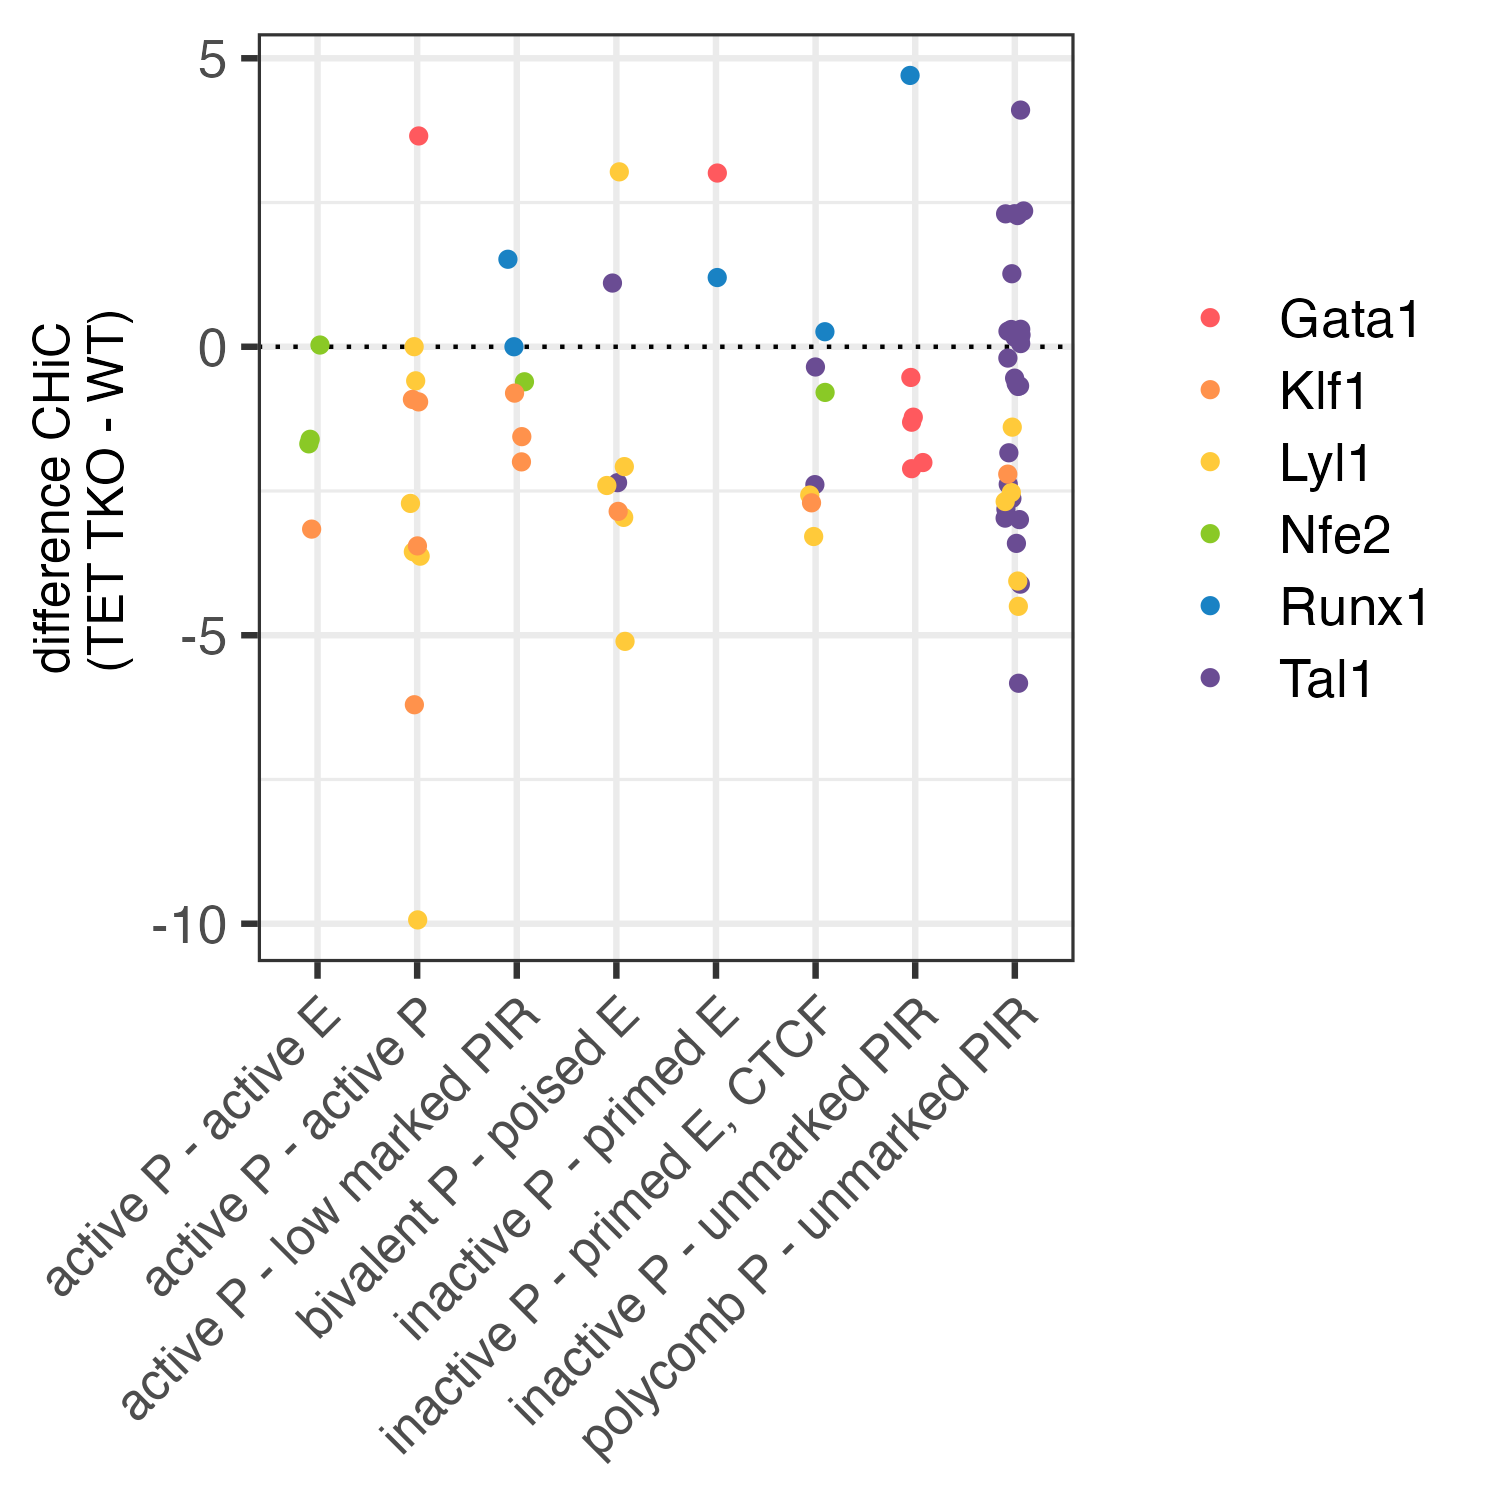 difference CHiC
(TET TKO - WT)
5
0
-5
-10
active P - active E
active P - active P
active P - low marked PIR
bivalent P - poised E
inactive P - primed E
inactive P - primed E, CTCF
inactive P - unmarked PIR
polycomb P - unmarked PIR
Gata1
Klf1
Lyl1
Nfe2
Runx1
Tal1